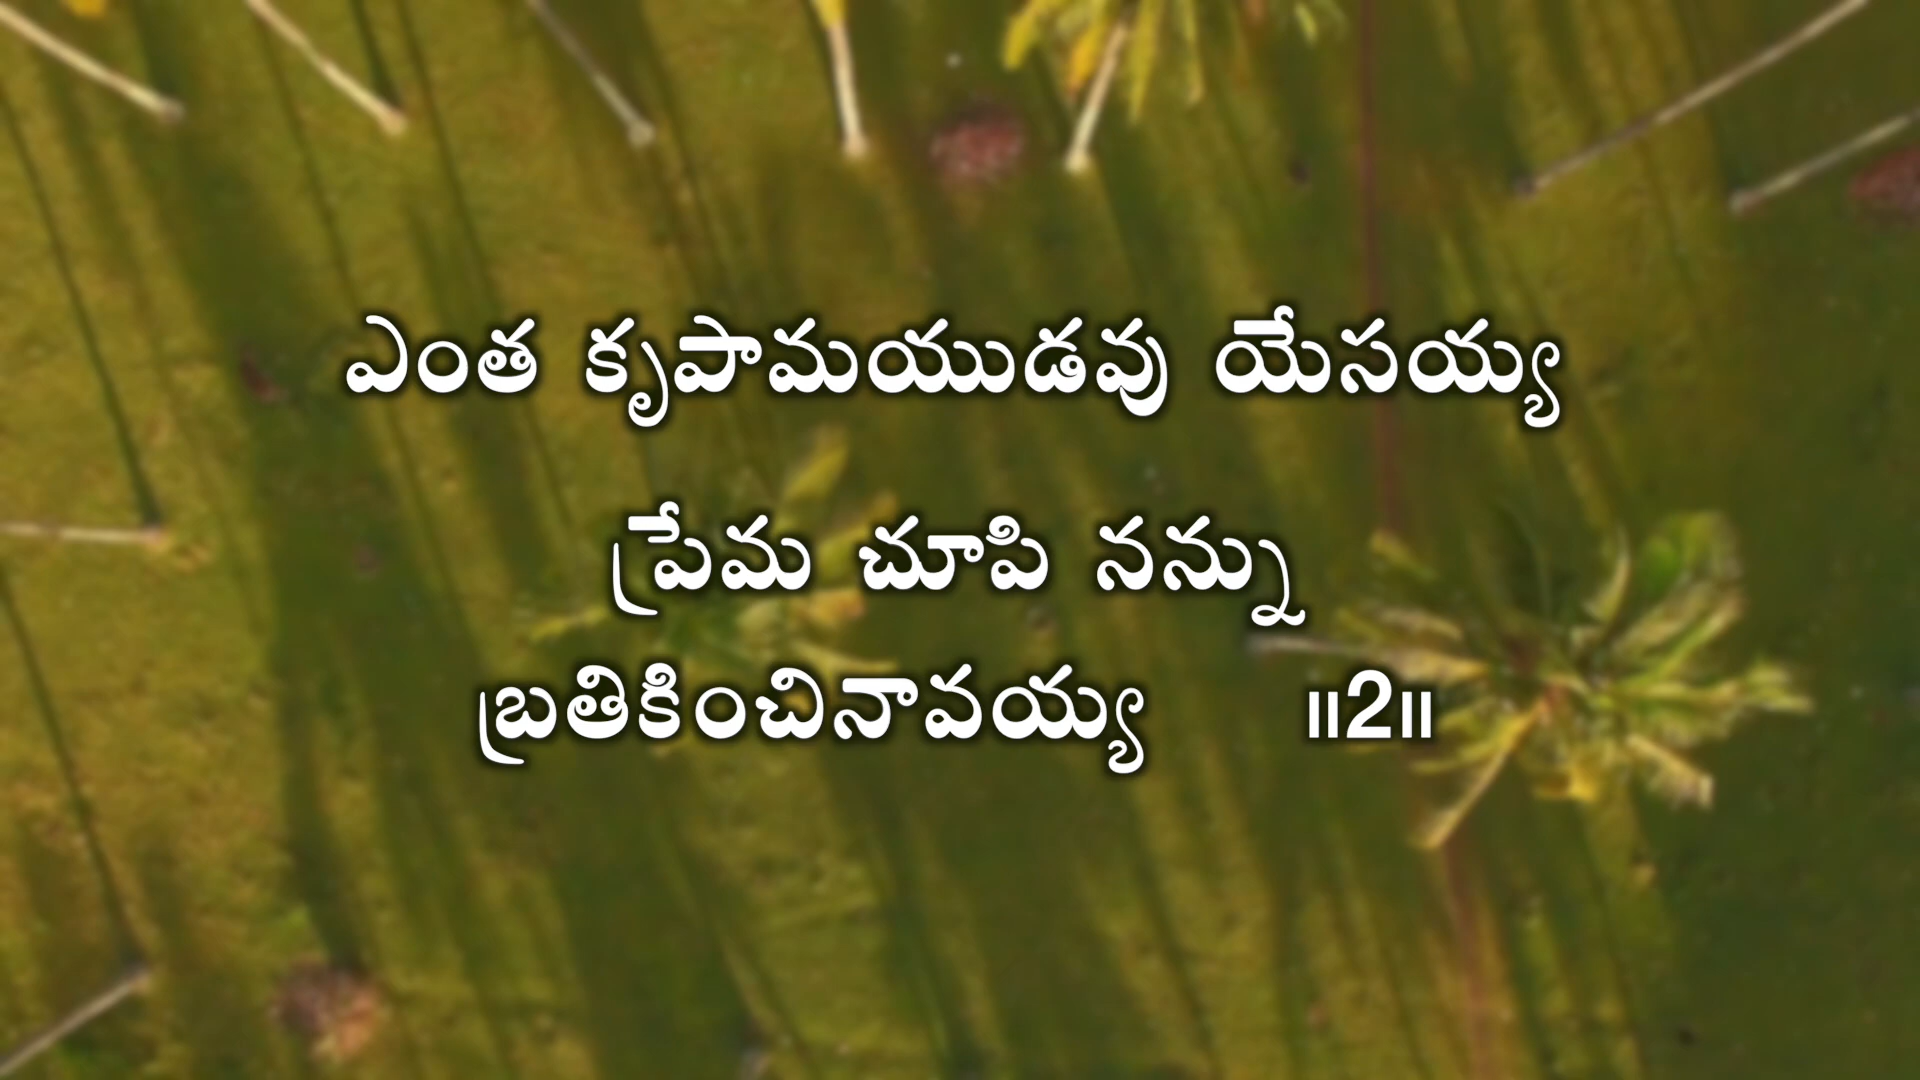 ఎంత కృపామయుడవు యేసయ్య
ప్రేమ చూపి నన్ను
బ్రతికించినావయ్య ॥2॥